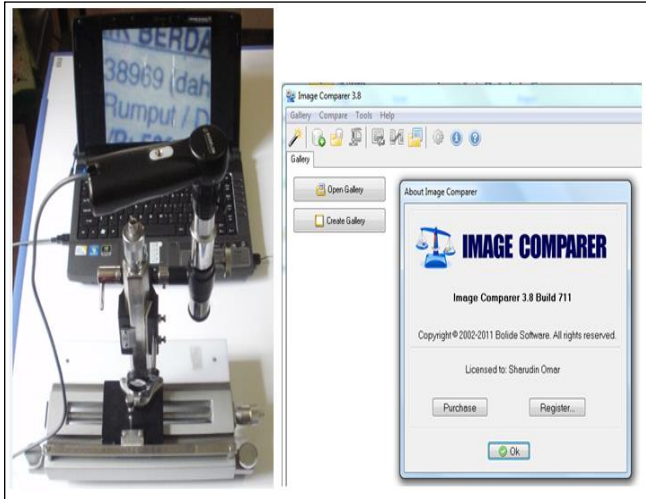 BERDA
38969 (dah
Rumput / D
Image Comparer 3.8
Gallery Compare Tools Help
Gallery
Open Gallery
Create Gallery
About Image Comparer
IMAGE COMPARER
Image Comparer 3.8 Build 711
Copyright © 2002-2011 Bolide Software. All rights reserved.
Licensed to: Sharudin Omar
Purchase Register...
Ok